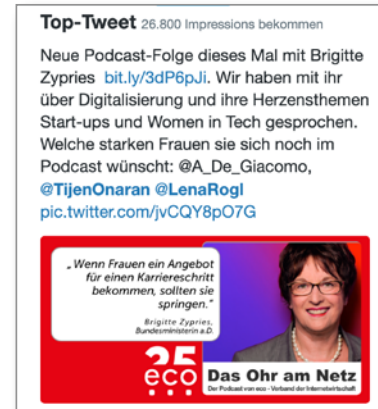 Top-Tweet 26.800 Impressions bekommen
Neue Podcast-Folge dieses Mal mit Brigitte
Zypries bit.ly/3dP6pJi. Wir haben mit ihr
über Digitalisierung und ihre Herzensthemen
Start-ups und Women in Tech gesprochen.
Welche starken Frauen sie sich noch im
Podcast wünscht: @A_De_Giacomo,
@TijenOnaran @LenaRogl
pic.twitter.com/jvCQY8pO7G
„Wenn Frauen ein Angebot
für einen Karriereschritt
bekommen, sollten sie
springen.“
Brigitte Zypries,
Bundesministerin a.D.
25
eco
Das Ohr am Netz
Der Podcast von eco – Verband der Internetwirtschaft